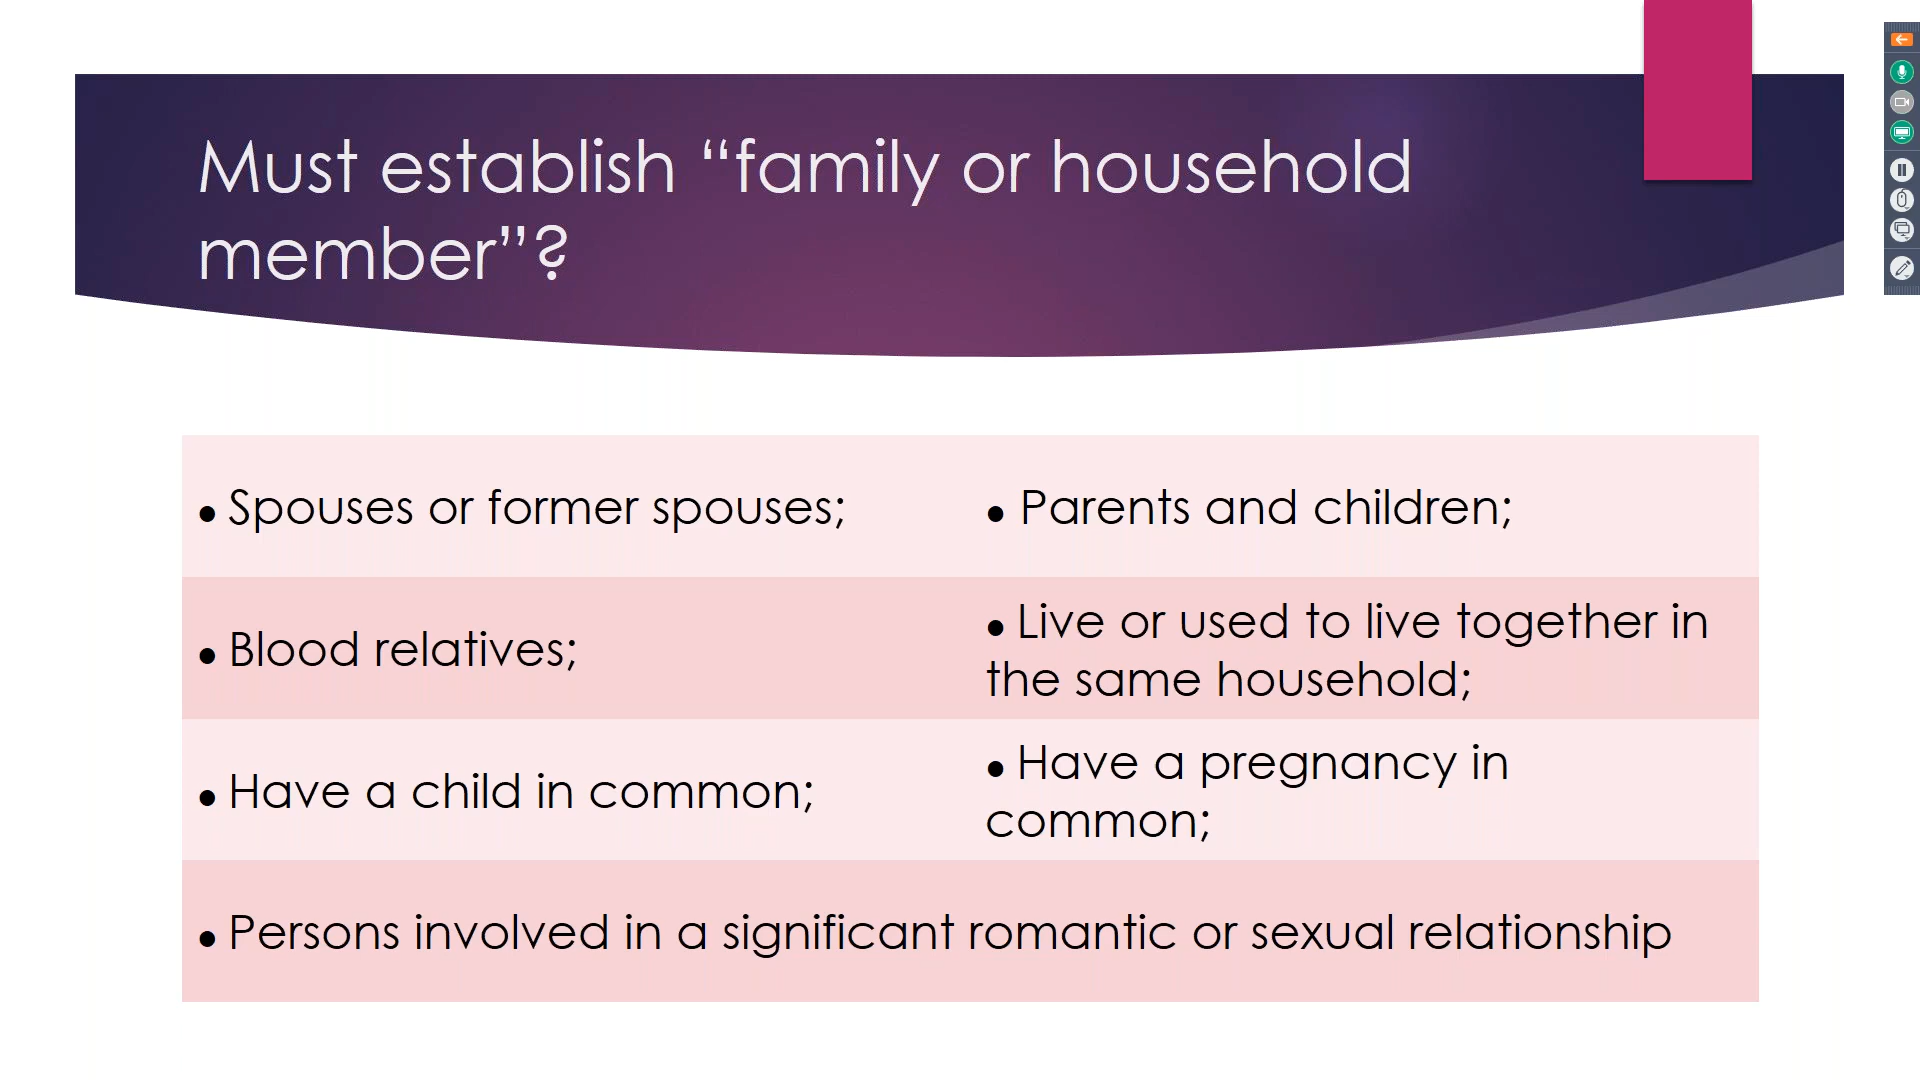 Must establish “family or household
member”?
● Spouses or former spouses;
● Parents and children;
● Blood relatives;
● Live or used to live together in
the same household;
● Have a child in common;
● Have a pregnancy in
common;
● Persons involved in a significant romantic or sexual relationship